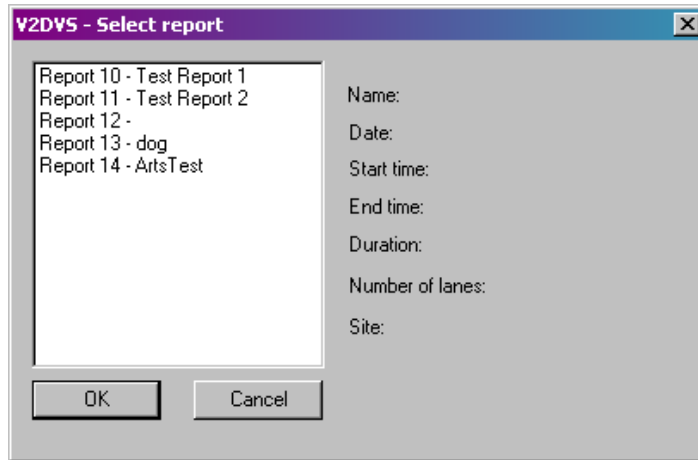 V2DVS - Select report
Report 10 - Test Report 1
Report 11 - Test Report 2
Report 12 -
Report 13 - dog
Report 14 - ArtsTest
Name:
Date:
Start time:
End time:
Duration:
Number of lanes:
Site:
OK
Cancel